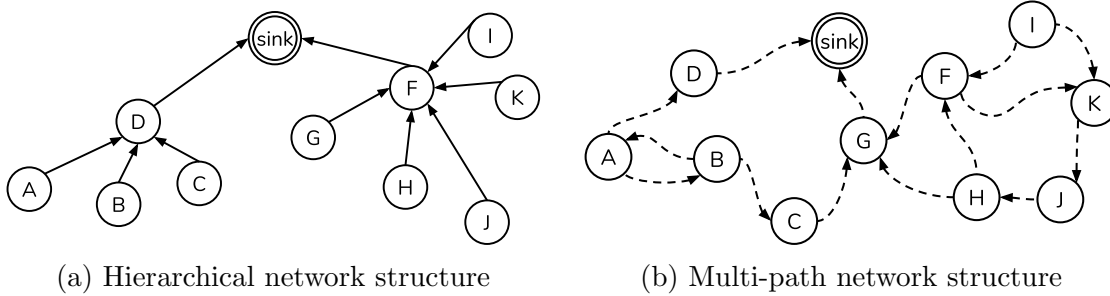 sink
I
F
K
D
G
H
A
B
C
J
(a) Hierarchical network structure
sink
I
D
F
K
G
A
B
H
J
C
(b) Multi-path network structure